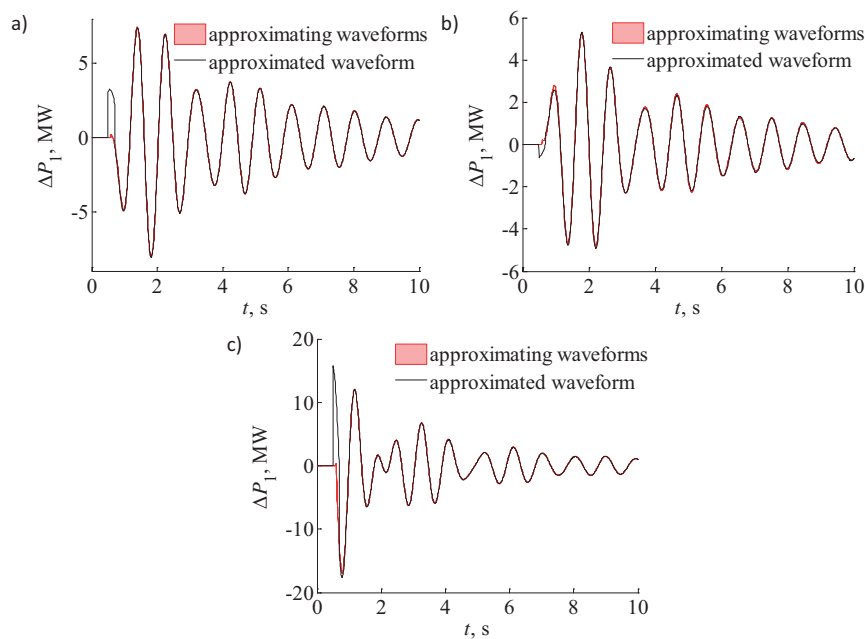 a)
approximating waveforms
approximated waveform
ΔP₁, MW
5
0
-5
0 2 4 6 8 10
t, s
b)
approximating waveforms
approximated waveform
ΔP₁, MW
6
4
2
0
-2
-4
-6
0 2 4 6 8 10
t, s
c)
approximating waveforms
approximated waveform
ΔP₁, MW
20
10
0
-10
-20
0 2 4 6 8 10
t, s